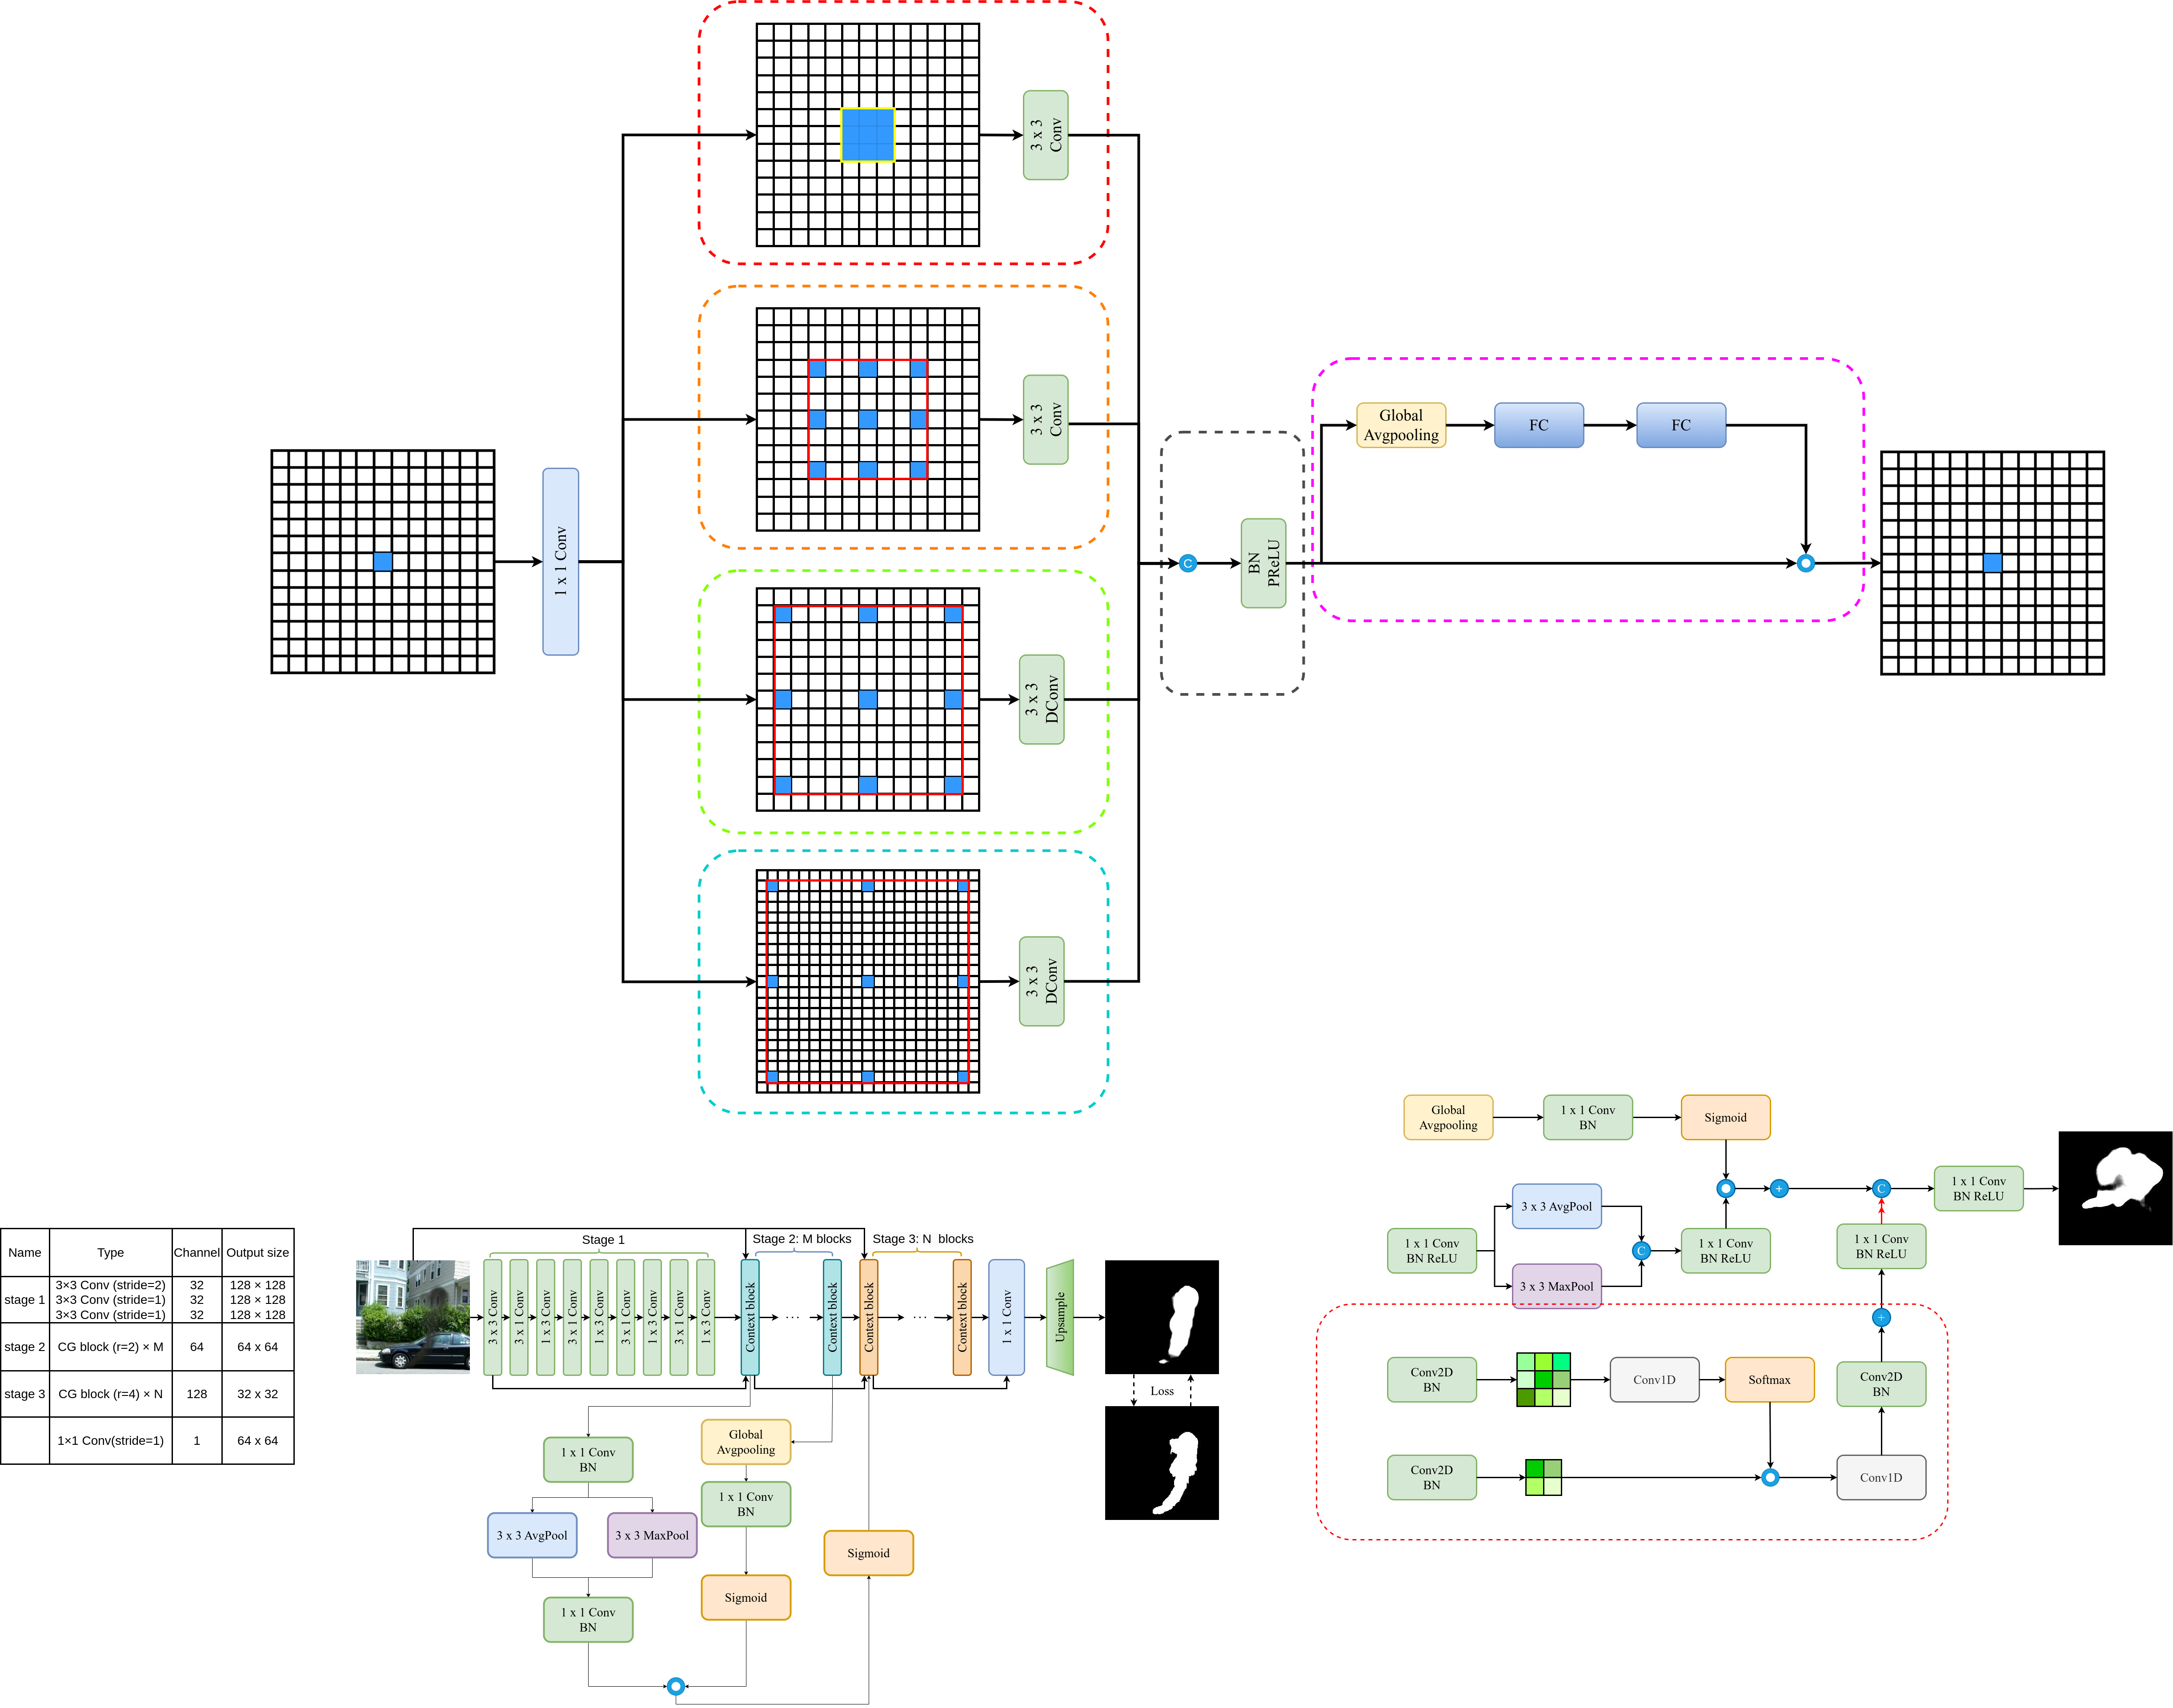 3 x 3
Conv
3 x 3
Conv
1 x 1 Conv
3 x 3
DConv
3 x 3
DConv
C
BN
PReLU
Global
Avgpooling
FC
FC
Name
Type
Channel
Output size
stage 1
3×3 Conv (stride=2)
32
128 × 128
3×3 Conv (stride=1)
32
128 × 128
3×3 Conv (stride=1)
32
128 × 128
stage 2
CG block (r=2) × M
64
64 x 64
stage 3
CG block (r=4) × N
128
32 x 32
1×1 Conv(stride=1)
1
64 x 64
Stage 1
Stage 2: M blocks
Stage 3: N blocks
3 x 3 Conv
3 x 1 Conv
1 x 3 Conv
3 x 1 Conv
1 x 3 Conv
3 x 1 Conv
1 x 3 Conv
3 x 1 Conv
1 x 3 Conv
Context block
...
Context block
Context block
...
Context block
1 x 1 Conv
Upsample
Loss
1 x 1 Conv
BN
3 x 3 AvgPool
3 x 3 MaxPool
1 x 1 Conv
BN
Global
Avgpooling
1 x 1 Conv
BN
Sigmoid
Sigmoid
Global
Avgpooling
1 x 1 Conv
BN
Sigmoid
1 x 1 Conv
BN ReLU
3 x 3 AvgPool
3 x 3 MaxPool
C
1 x 1 Conv
BN ReLU
+
C
1 x 1 Conv
BN ReLU
1 x 1 Conv
BN ReLU
+
Conv2D
BN
Conv1D
Softmax
Conv2D
BN
Conv2D
BN
Conv1D